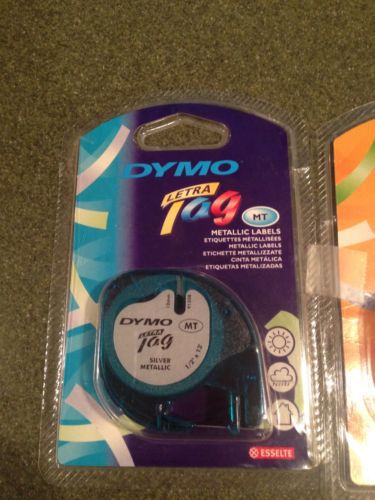 DYMO
LETRA
Tag
MT
METALLIC LABELS
ETIQUETTES MÉTALLISÉES
METALLIC LABELS
ETICHETTE METALLIZZATE
CINTA METÁLICA
ETIQUETAS METALIZADAS
DYMO
MT
LETRA
Tag
SILVER
METALLIC
1/2" x 12'
ESSELTE